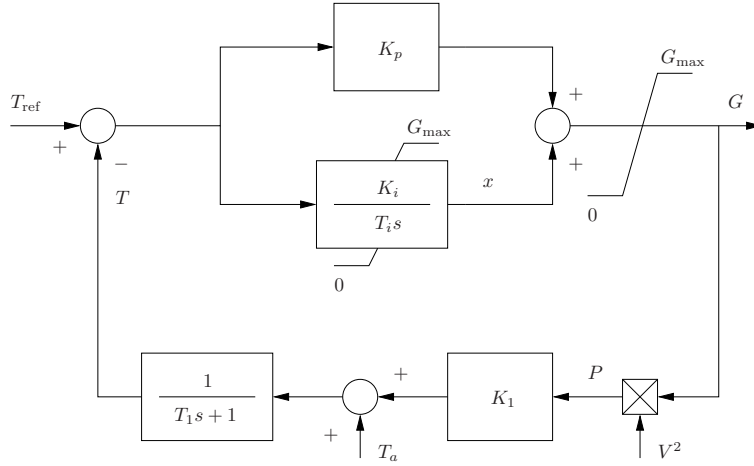 K_p
G_max
T_ref
+
G
+
−
+
G_max
T
K_i
T_i s
x
0
0
1
T_1 s + 1
+
K_1
P
+
T_a
V^2